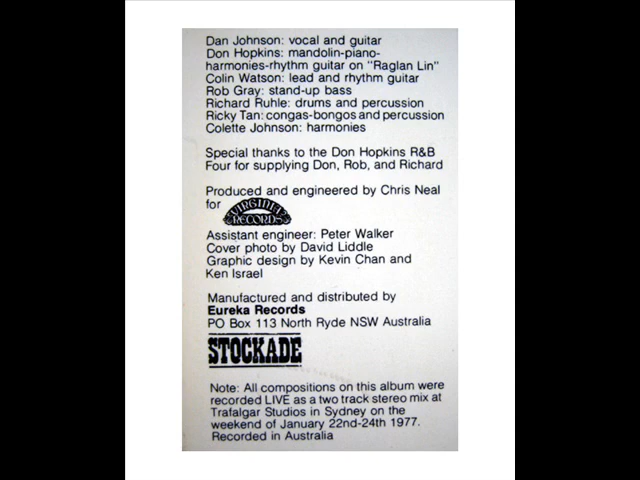 Dan Johnson: vocal and guitar
Don Hopkins: mandolin-piano-
harmonies-rhythm guitar on "Raglan Lin"
Colin Watson: lead and rhythm guitar
Rob Gray: stand-up bass
Richard Ruhle: drums and percussion
Ricky Tan: congas-bongos and percussion
Colette Johnson: harmonies
Special thanks to the Don Hopkins R&B
Four for supplying Don, Rob, and Richard
Produced and engineered by Chris Neal
for
VIRGINIA
RECORDS
Assistant engineer: Peter Walker
Cover photo by David Liddle
Graphic design by Kevin Chan and
Ken Israel
Manufactured and distributed by
Eureka Records
PO Box 113 North Ryde NSW Australia
STOCKADE
Note: All compositions on this album were
recorded LIVE as a two track stereo mix at
Trafalgar Studios in Sydney on the
weekend of January 22nd-24th 1977.
Recorded in Australia